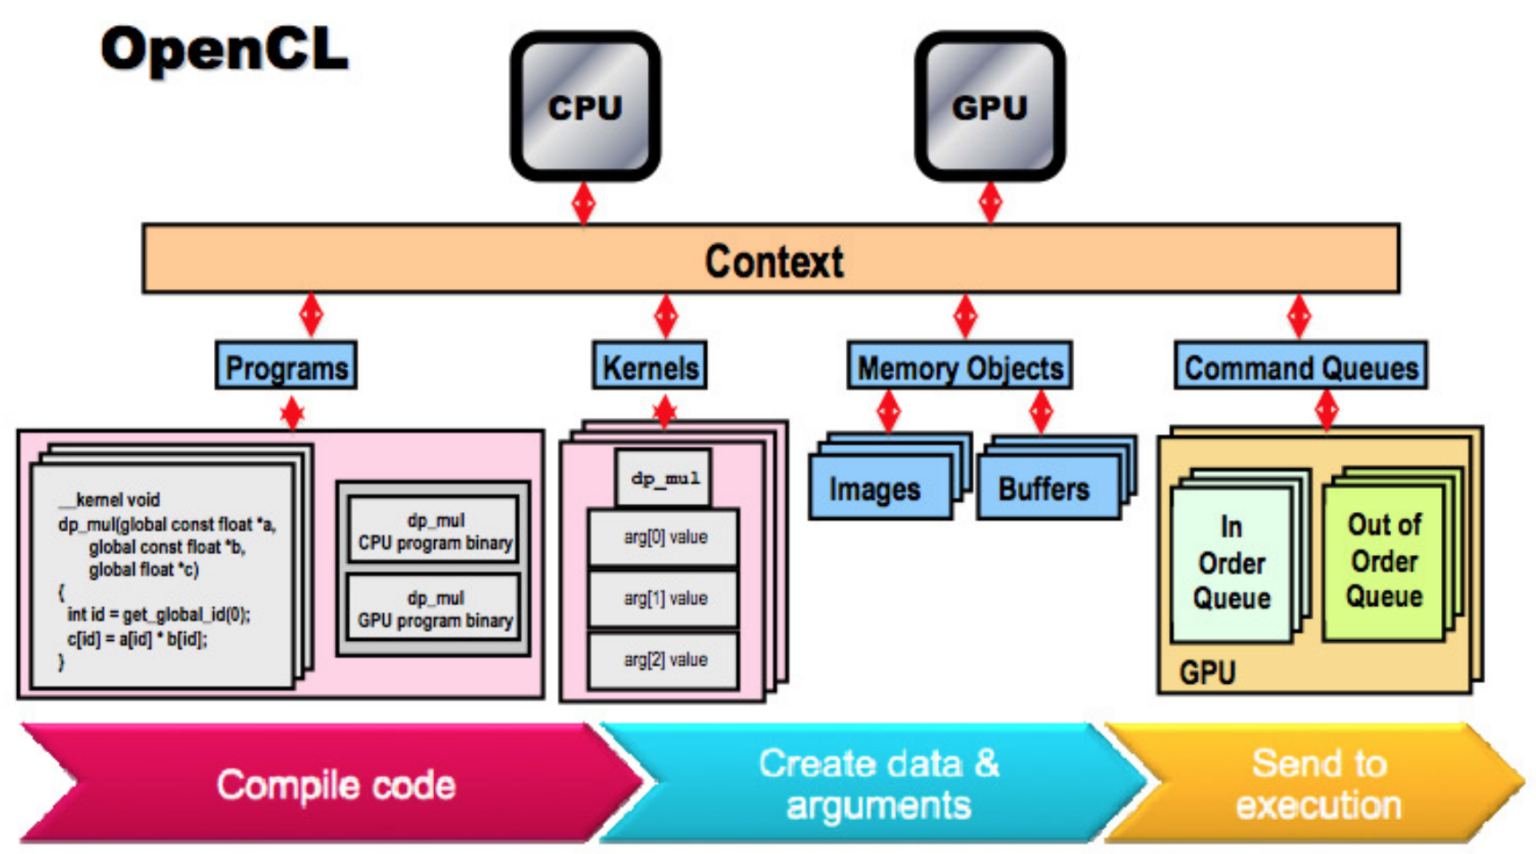 OpenCL
CPU
GPU
Context
Programs
Kernels
Memory Objects
Command Queues
__kernel void
dp_mul(global const float *a,
global const float *b,
global float *c)
{
int id = get_global_id(0);
c[id] = a[id] * b[id];
}
dp_mul
CPU program binary
dp_mul
GPU program binary
dp_mul
arg[0] value
arg[1] value
arg[2] value
Images
Buffers
In
Order
Queue
Out of
Order
Queue
GPU
Compile code
Create data &
arguments
Send to
execution